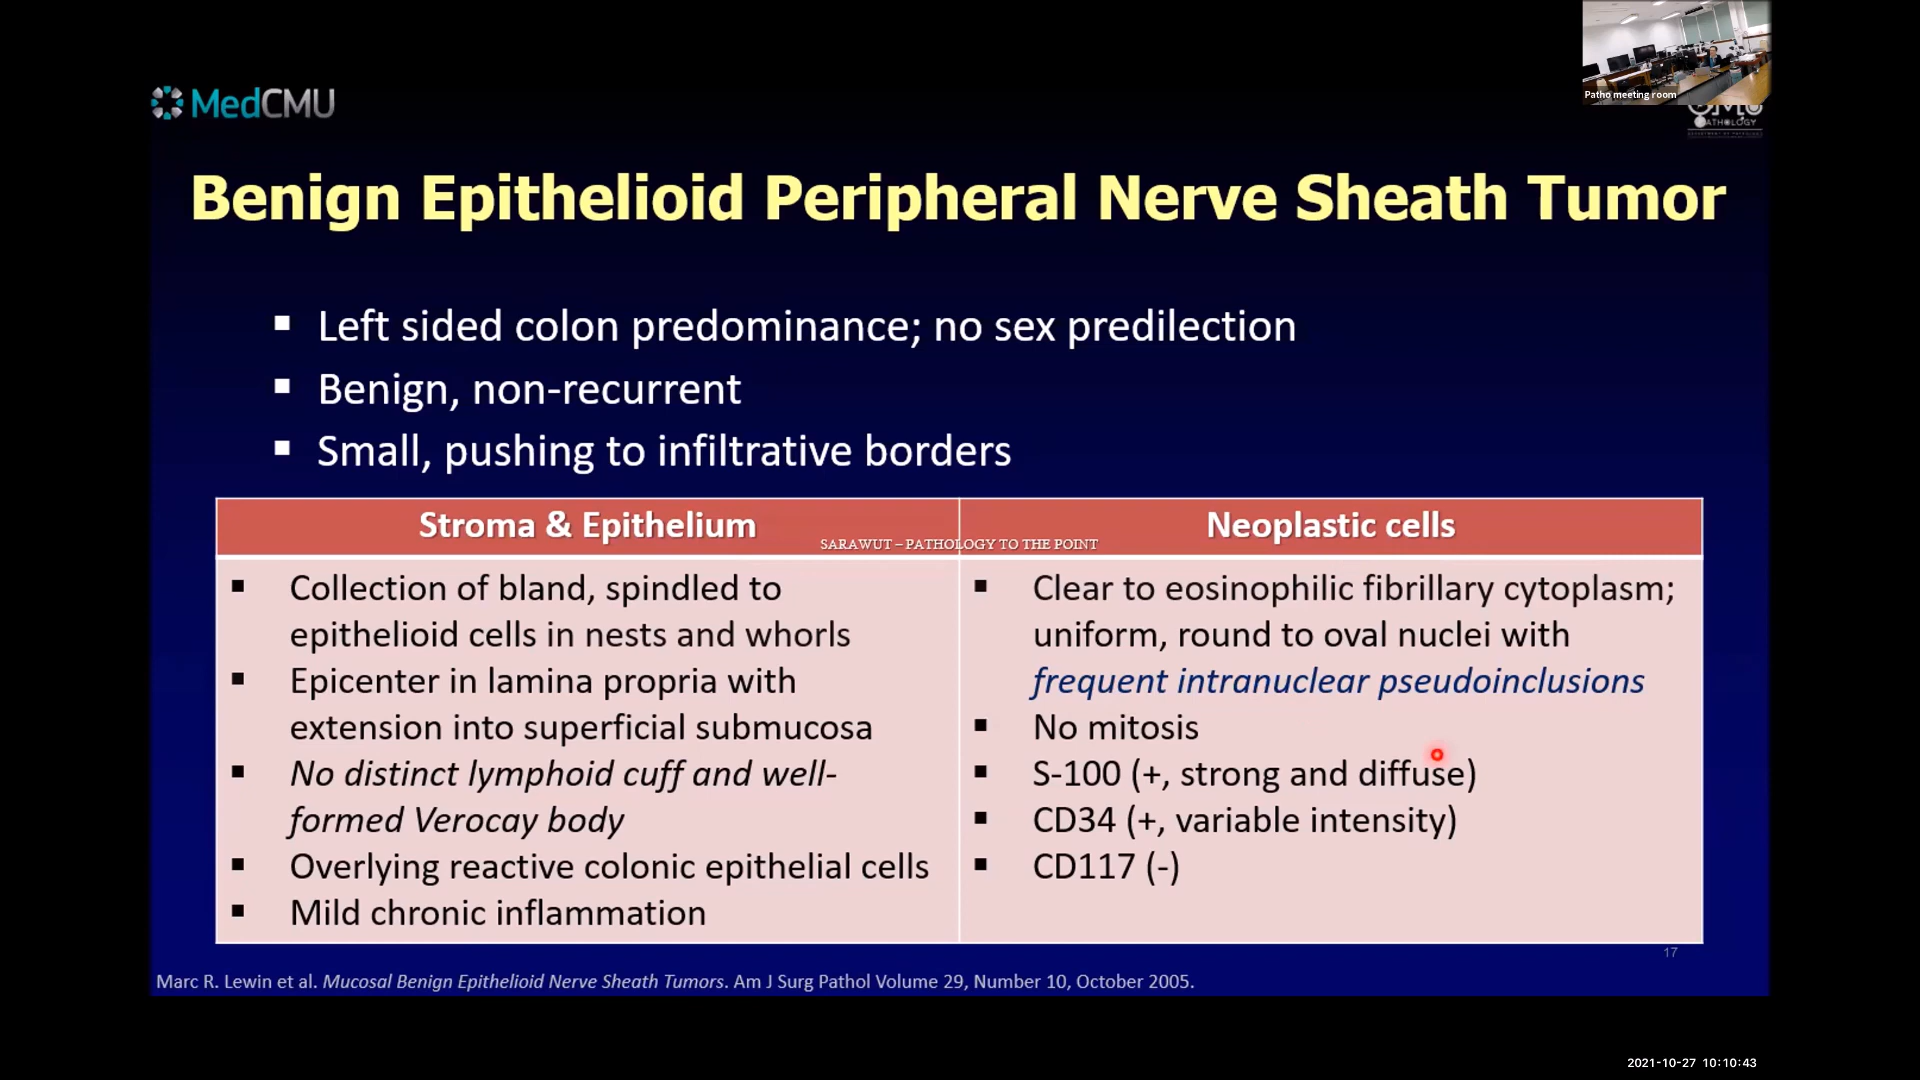 Patho meeting room
MedCMU
PATHOLOGY
Benign Epithelioid Peripheral Nerve Sheath Tumor
▪ Left sided colon predominance; no sex predilection
▪ Benign, non-recurrent
▪ Small, pushing to infiltrative borders
Stroma & Epithelium
Neoplastic cells
SARAWUT – PATHOLOGY TO THE POINT
▪ Collection of bland, spindled to
epithelioid cells in nests and whorls
▪ Epicenter in lamina propria with
extension into superficial submucosa
▪ No distinct lymphoid cuff and well-
formed Verocay body
▪ Overlying reactive colonic epithelial cells
▪ Mild chronic inflammation
▪ Clear to eosinophilic fibrillary cytoplasm;
uniform, round to oval nuclei with
frequent intranuclear pseudoinclusions
▪ No mitosis
▪ S-100 (+, strong and diffuse)
▪ CD34 (+, variable intensity)
▪ CD117 (-)
17
Marc R. Lewin et al. Mucosal Benign Epithelioid Nerve Sheath Tumors. Am J Surg Pathol Volume 29, Number 10, October 2005.
2021-10-27 10:10:43